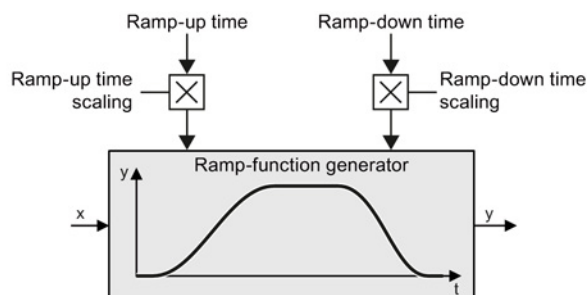 Ramp-up time
Ramp-down time
Ramp-up time
scaling
Ramp-down time
scaling
Ramp-function generator
y
x
y
t